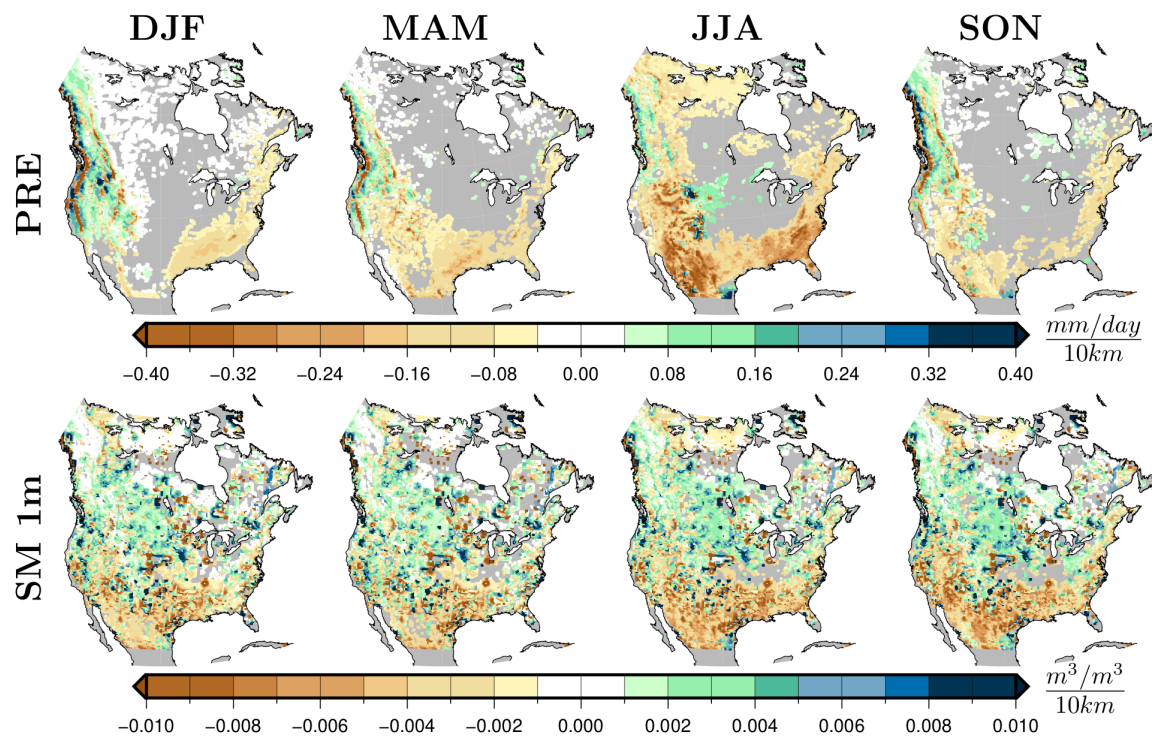 DJF MAM JJA SON
PRE
−0.40 −0.32 −0.24 −0.16 −0.08 0.00 0.08 0.16 0.24 0.32 0.40
mm/day
10km
SM 1m
−0.010 −0.008 −0.006 −0.004 −0.002 0.000 0.002 0.004 0.006 0.008 0.010
m³/m³
10km